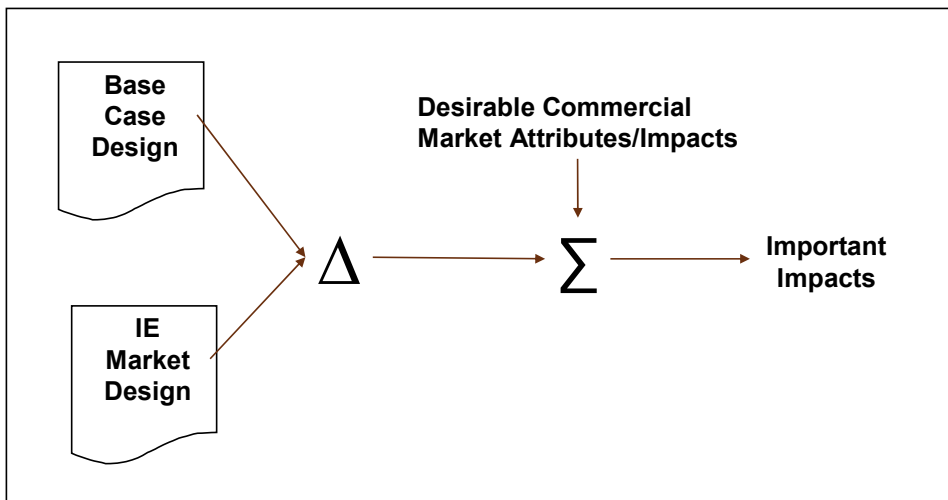 Base
Case
Design
Desirable Commercial
Market Attributes/Impacts
Δ
∑
Important
Impacts
IE
Market
Design